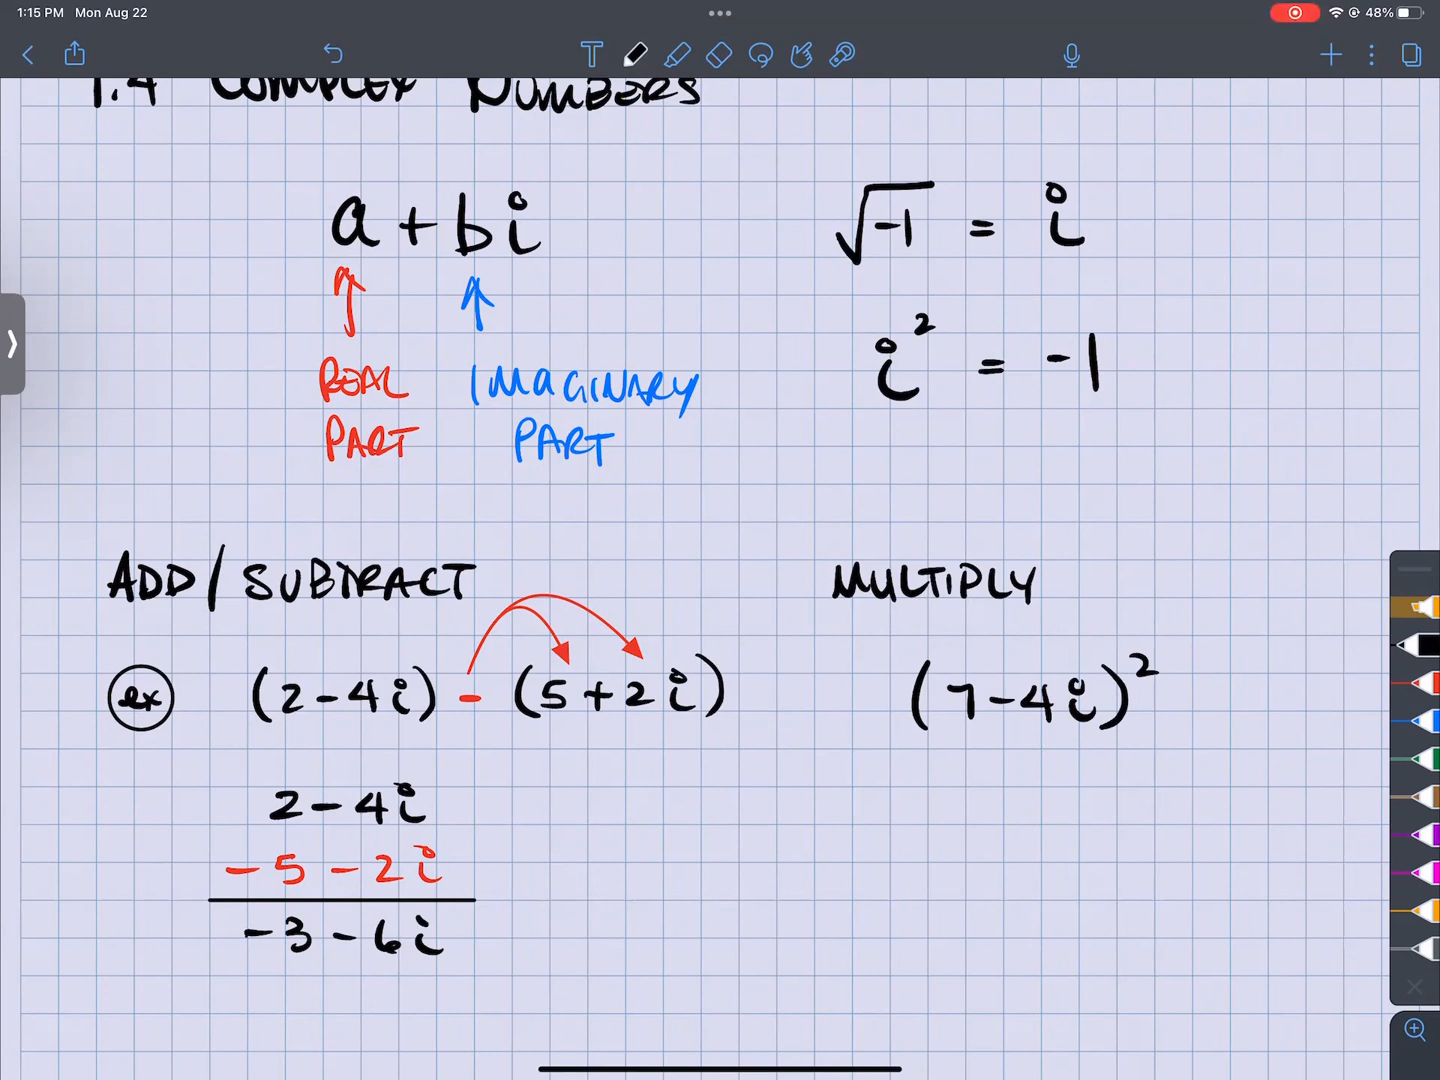 1:15 PM Mon Aug 22
48%
1.4 COMPLEX NUMBERS
a + bi
REAL PART
IMAGINARY PART
√-1 = i
i² = -1
ADD/SUBTRACT
ex (2-4i) - (5+2i)
2-4i
-5-2i
-3-6i
MULTIPLY
(7-4i)²